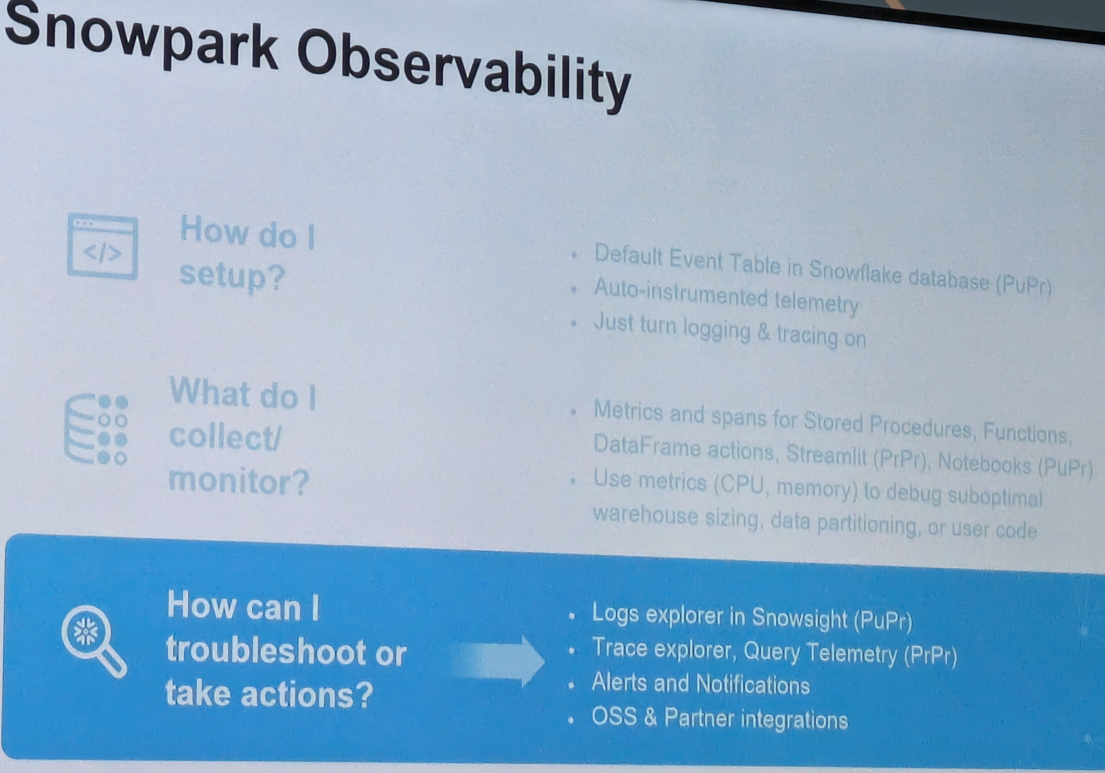 Snowpark Observability
</>
How do I
setup?
• Default Event Table in Snowflake database (PuPr)
• Auto-instrumented telemetry
• Just turn logging & tracing on
What do I
collect/
monitor?
• Metrics and spans for Stored Procedures, Functions,
DataFrame actions, Streamlit (PrPr), Notebooks (PuPr)
• Use metrics (CPU, memory) to debug suboptimal
warehouse sizing, data partitioning, or user code
How can I
troubleshoot or
take actions?
• Logs explorer in Snowsight (PuPr)
• Trace explorer, Query Telemetry (PrPr)
• Alerts and Notifications
• OSS & Partner integrations